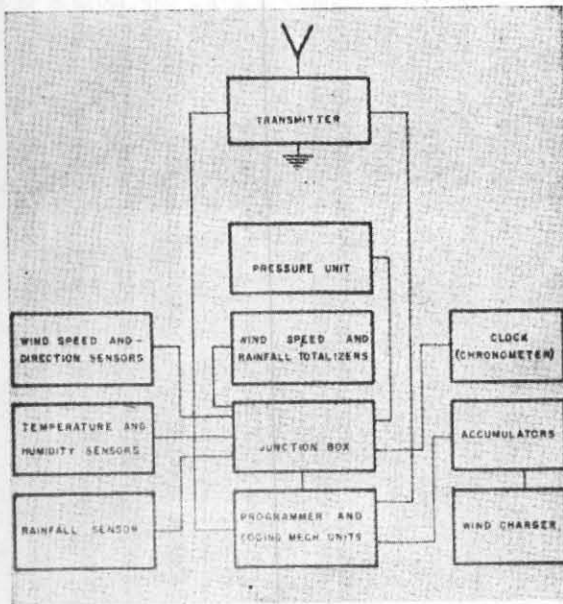 TRANSMITTER
PRESSURE UNIT
WIND SPEED AND-
DIRECTION SENSORS
WIND SPEED AND
RAINFALL TOTALIZERS
CLOCK
(CHRONOMETER)
TEMPERATURE AND
HUMIDITY SENSORS
JUNCTION BOX
ACCUMULATORS
RAINFALL SENSOR
PROGRAMMER AND
CODING MECH. UNITS
WIND CHARGER